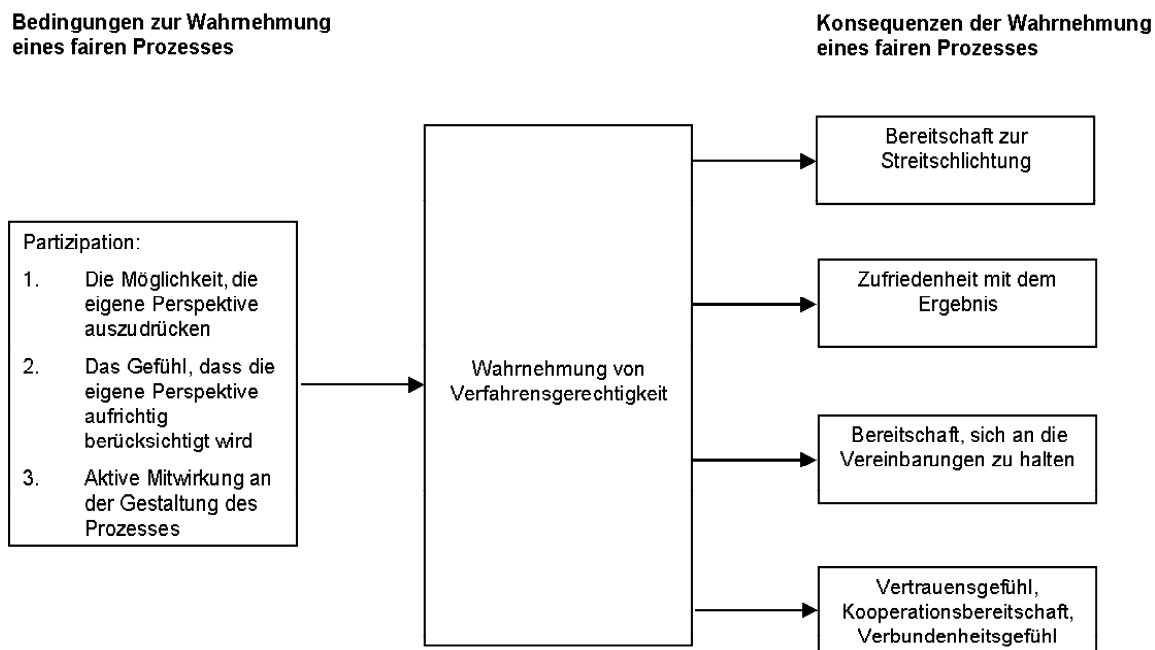 Bedingungen zur Wahrnehmung
eines fairen Prozesses
Konsequenzen der Wahrnehmung
eines fairen Prozesses
Partizipation:
1. Die Möglichkeit, die
eigene Perspektive
auszudrücken
2. Das Gefühl, dass die
eigene Perspektive
aufrichtig
berücksichtigt wird
3. Aktive Mitwirkung an
der Gestaltung des
Prozesses
Wahrnehmung von
Verfahrensgerechtigkeit
Bereitschaft zur
Streitschlichtung
Zufriedenheit mit dem
Ergebnis
Bereitschaft, sich an die
Vereinbarungen zu halten
Vertrauensgefühl,
Kooperationsbereitschaft,
Verbundenheitsgefühl